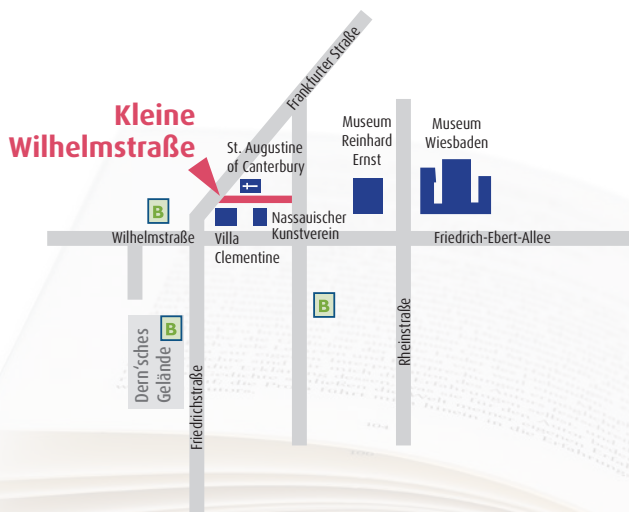 Frankfurter Straße
Kleine
Wilhelmstraße
St. Augustine
of Canterbury
Museum
Reinhard
Ernst
Museum
Wiesbaden
B
Nassauischer
Kunstverein
Wilhelmstraße
Villa
Clementine
Friedrich-Ebert-Allee
B
B
Dern'sches
Gelände
Friedrichstraße
Rheinstraße